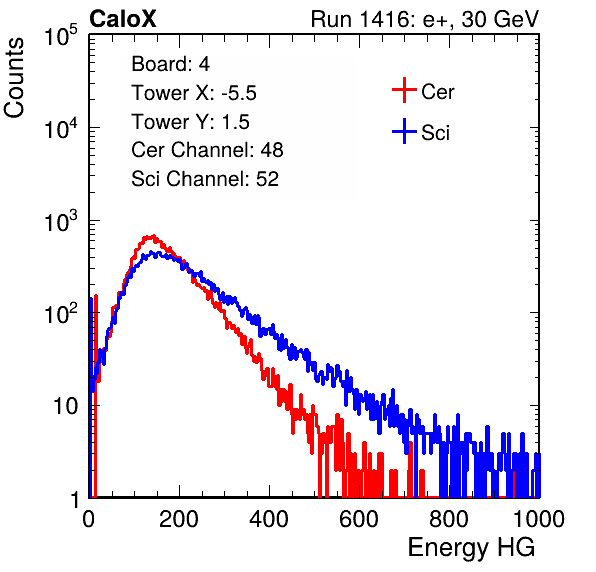 CaloX Run 1416: e+, 30 GeV
Counts
10^5
10^4
10^3
10^2
10
1
Board: 4
Tower X: -5.5
Tower Y: 1.5
Cer Channel: 48
Sci Channel: 52
Cer
Sci
0 200 400 600 800 1000
Energy HG